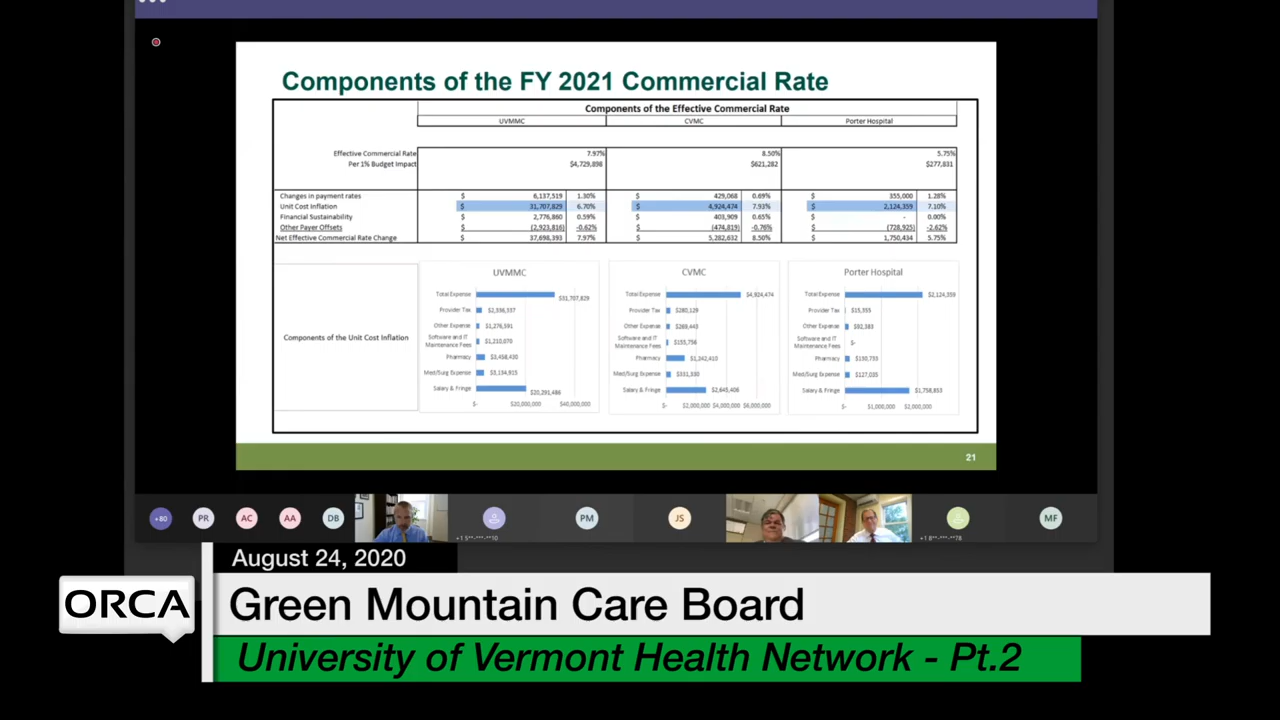 Components of the FY 2021 Commercial Rate
Components of the Effective Commercial Rate
UVMMC CVMC Porter Hospital
Effective Commercial Rate 7.97% 8.50% 5.75%
Per 1% Budget Impact $4,729,898 $621,282 $277,831
Changes in payment rates $ 6,137,519 1.30% $ 429,068 0.69% $ 355,000 1.28%
Unit Cost Inflation $ 31,707,829 6.70% $ 4,924,474 7.93% $ 2,124,359 7.10%
Financial Sustainability $ 2,776,860 0.59% $ 403,909 0.65% $ - 0.00%
Other Payer Offsets $ (2,923,816) -0.62% $ (474,819) -0.76% $ (728,925) -2.62%
Net Effective Commercial Rate Change $ 37,698,393 7.97% $ 5,282,632 8.50% $ 1,750,434 5.75%
Components of the Unit Cost Inflation
UVMMC
Total Expense $31,707,829
Provider Tax $2,336,337
Other Expense $1,276,591
Software and IT
Maintenance Fees $1,210,070
Pharmacy $3,458,430
Med/Surg Expense $3,134,915
Salary & Fringe $20,291,486
$- $20,000,000 $40,000,000
CVMC
Total Expense $4,924,474
Provider Tax $280,129
Other Expense
Software and IT
Maintenance Fees $155,756
Pharmacy $1,242,410
Med/Surg Expense
Salary & Fringe
$- $2,000,000 $4,000,000 $6,000,000
Porter Hospital
Total Expense $2,124,359
Provider Tax $15,355
Other Expense $92,383
Software and IT
Maintenance Fees $-
Pharmacy $130,733
Med/Surg Expense $127,035
Salary & Fringe $1,758,853
$- $1,000,000 $2,000,000
21
+80 PR AC AA DB PM JS MF
+1 5**-***-**10 +1 8**-***-**78
August 24, 2020
ORCA
Green Mountain Care Board
University of Vermont Health Network - Pt.2